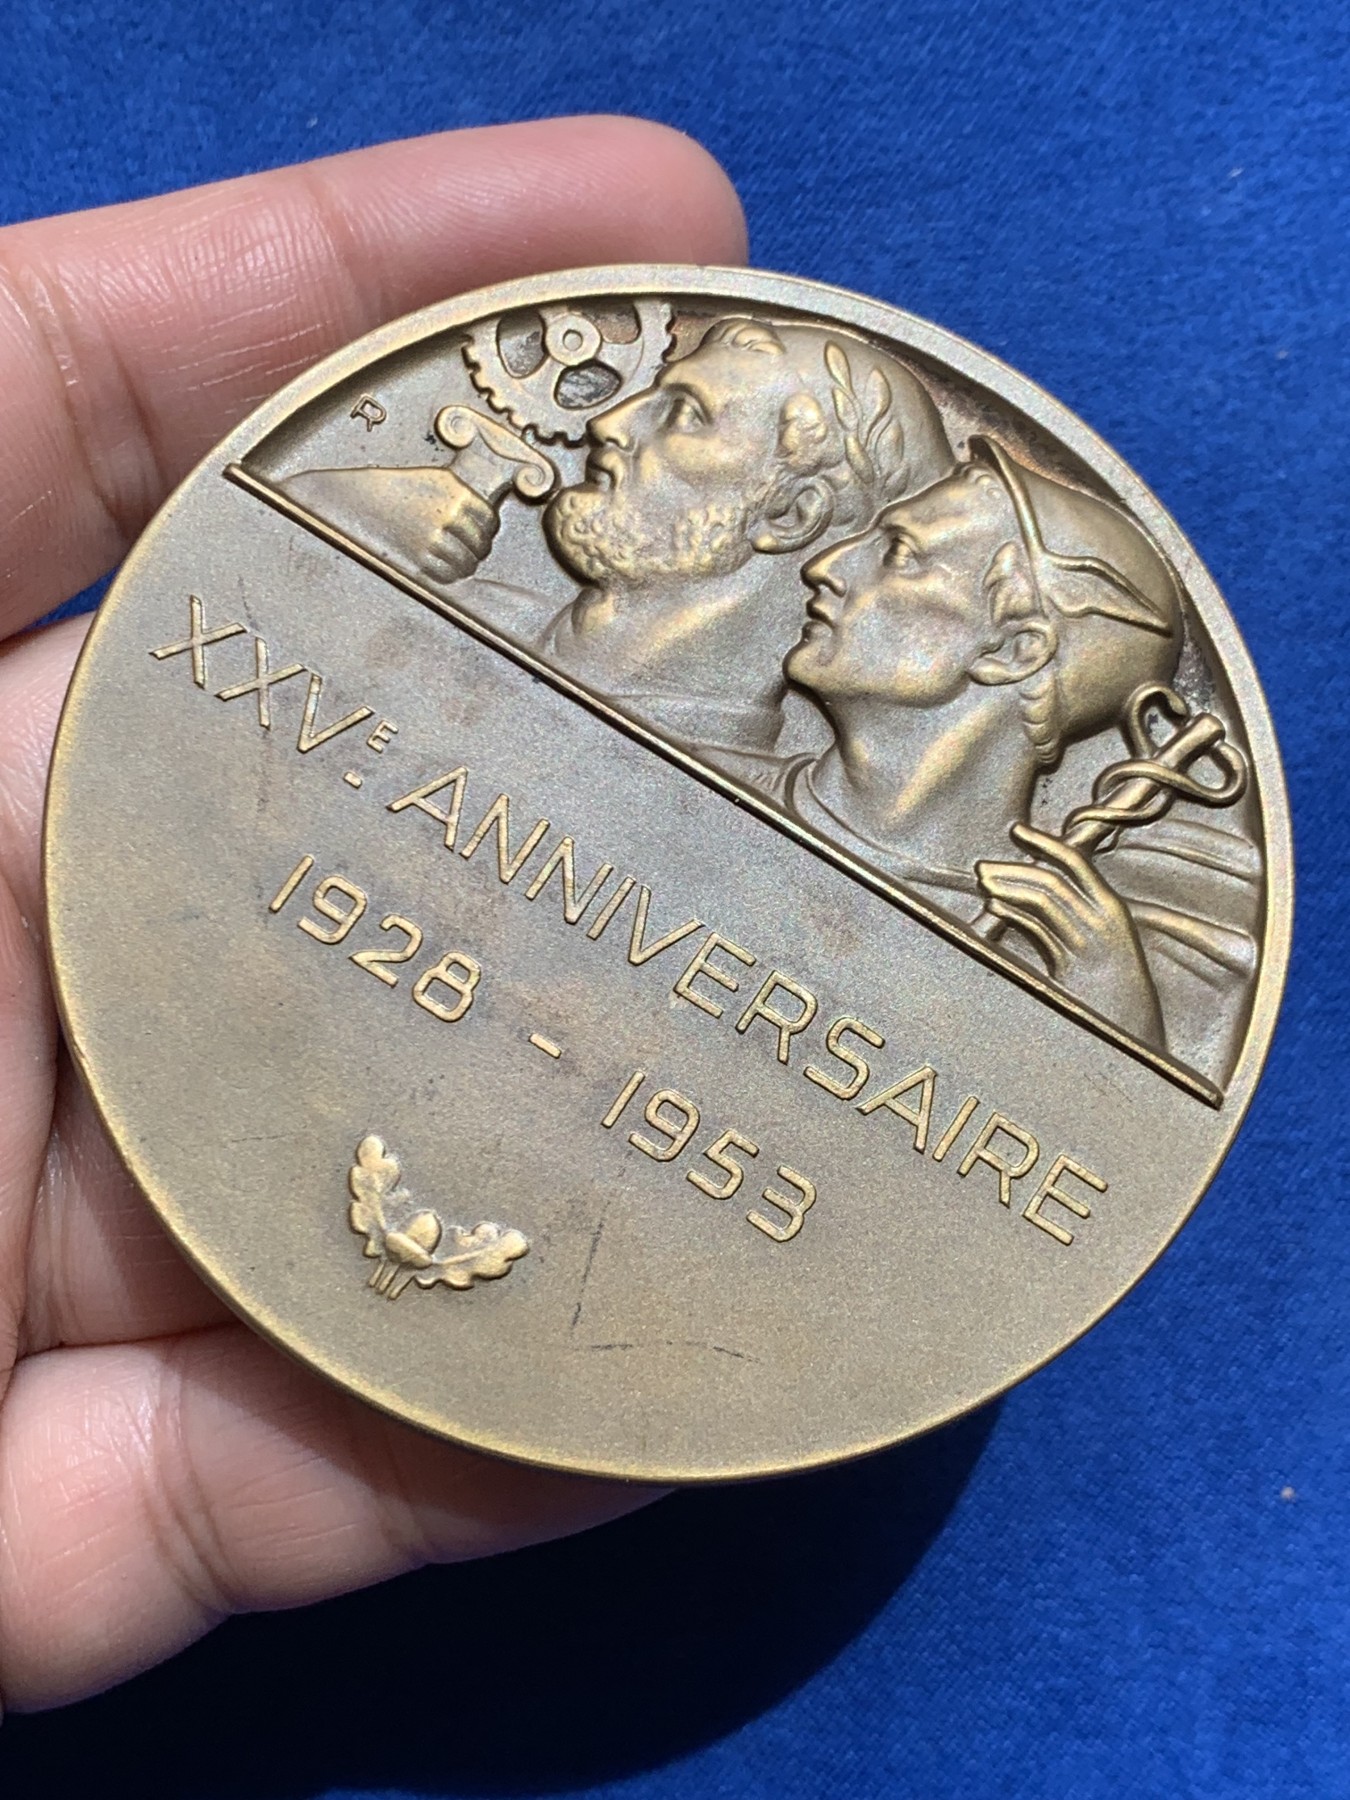 R
XXVE ANNIVERSAIRE
1928 - 1953